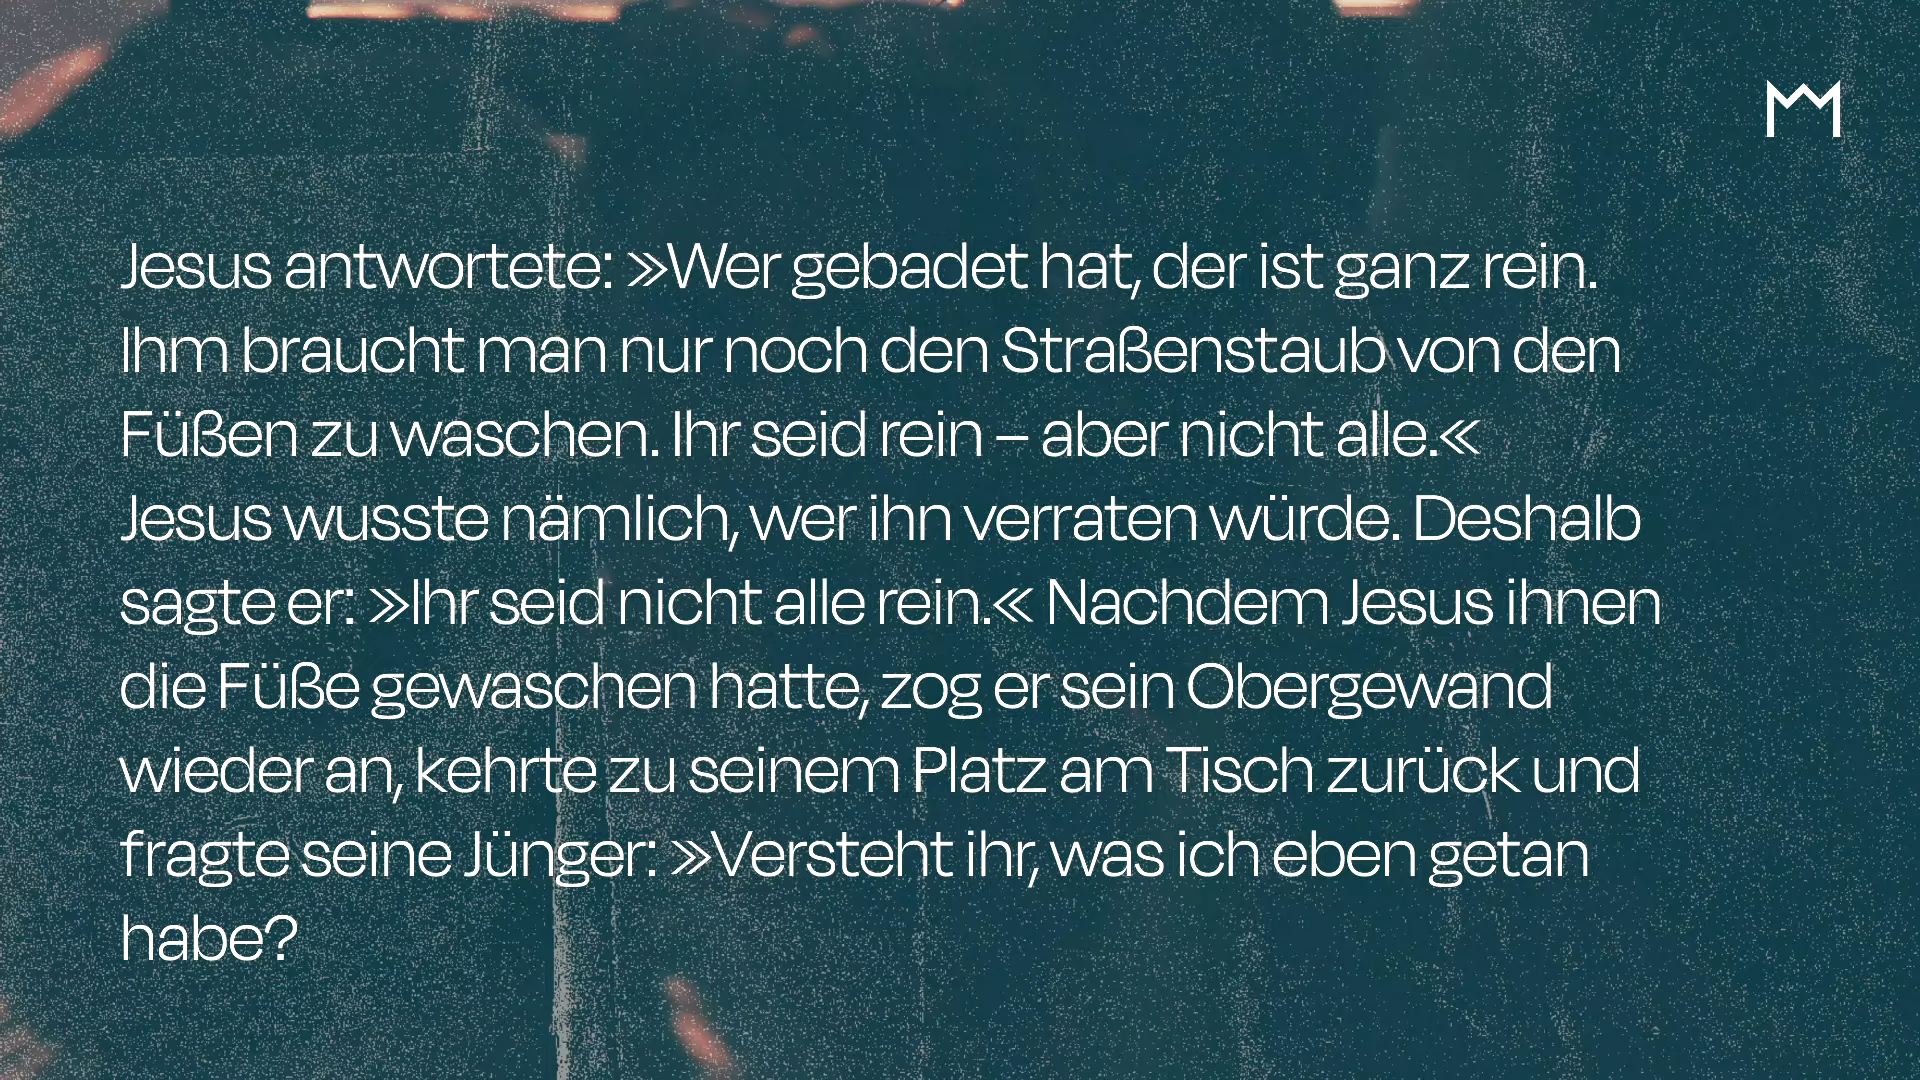 Jesus antwortete: »Wer gebadet hat, der ist ganz rein.
Ihm braucht man nur noch den Straßenstaub von den
Füßen zu waschen. Ihr seid rein – aber nicht alle.«
Jesus wusste nämlich, wer ihn verraten würde. Deshalb
sagte er: »Ihr seid nicht alle rein.« Nachdem Jesus ihnen
die Füße gewaschen hatte, zog er sein Obergewand
wieder an, kehrte zu seinem Platz am Tisch zurück und
fragte seine Jünger: »Versteht ihr, was ich eben getan
habe?